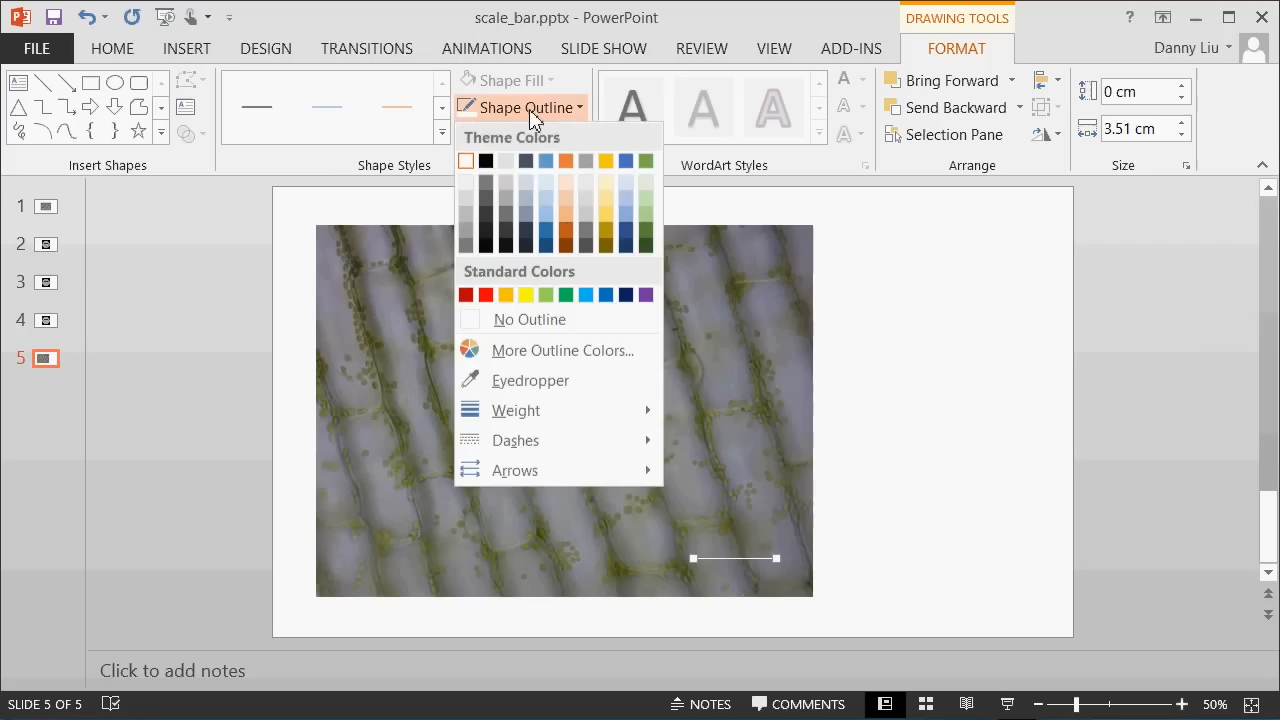 scale_bar.pptx - PowerPoint
DRAWING TOOLS
?
FILE
HOME
INSERT
DESIGN
TRANSITIONS
ANIMATIONS
SLIDE SHOW
REVIEW
VIEW
ADD-INS
FORMAT
Danny Liu
Shape Fill
Shape Outline
A
A
A
A
A
A
Bring Forward
Send Backward
Selection Pane
0 cm
3.51 cm
Insert Shapes
Shape Styles
WordArt Styles
Arrange
Size
Theme Colors
Standard Colors
No Outline
More Outline Colors...
Eyedropper
Weight
Dashes
Arrows
1
2
3
4
5
Click to add notes
SLIDE 5 OF 5
NOTES
COMMENTS
50%